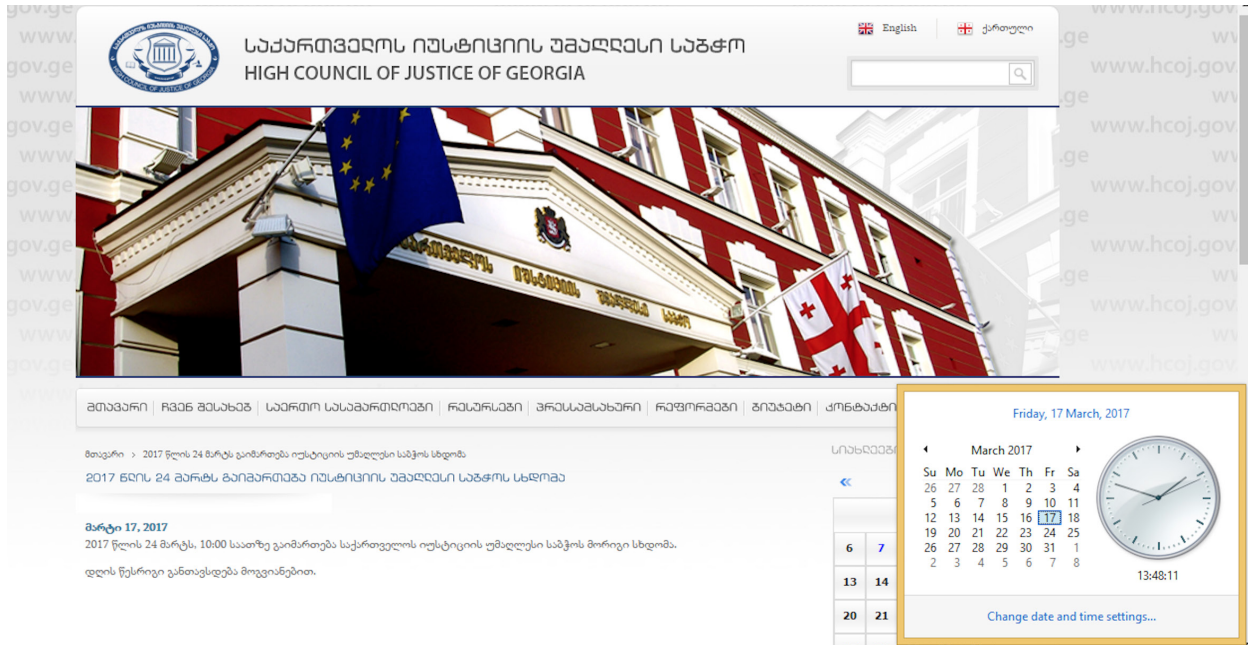 საქართველოს იუსტიციის უმაღლესი საბჭო
HIGH COUNCIL OF JUSTICE OF GEORGIA
English
ქართული
www.hcoj.gov
მთავარი
ჩვენ შესახებ
საერთო სასამართლოები
რესურსები
პრესსამსახური
რეფორმები
ბიუჯეტი
მთავარი > 2017 წლის 24 მარტს გაიმართება იუსტიციის უმაღლესი საბჭოს სხდომა
2017 წლის 24 მარტს გაიმართება იუსტიციის უმაღლესი საბჭოს სხდომა
მარტი 17, 2017
2017 წლის 24 მარტს, 10:00 საათზე გაიმართება საქართველოს იუსტიციის უმაღლესი საბჭოს მორიგი სხდომა.
დღის წესრიგი განთავსდება მოგვიანებით.
6 7
13 14
20 21
Friday, 17 March, 2017
March 2017
Su Mo Tu We Th Fr Sa
26 27 28 1 2 3 4
5 6 7 8 9 10 11
12 13 14 15 16 17 18
19 20 21 22 23 24 25
26 27 28 29 30 31 1
2 3 4 5 6 7 8
13:48:11
Change date and time settings...